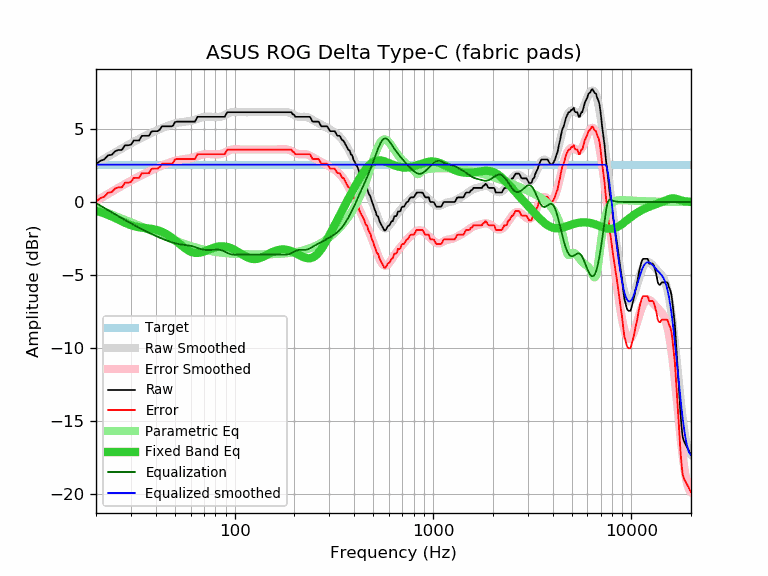 ASUS ROG Delta Type-C (fabric pads)
Amplitude (dBr)
5
0
−5
−10
−15
−20
Target
Raw Smoothed
Error Smoothed
Raw
Error
Parametric Eq
Fixed Band Eq
Equalization
Equalized smoothed
100 1000 10000
Frequency (Hz)